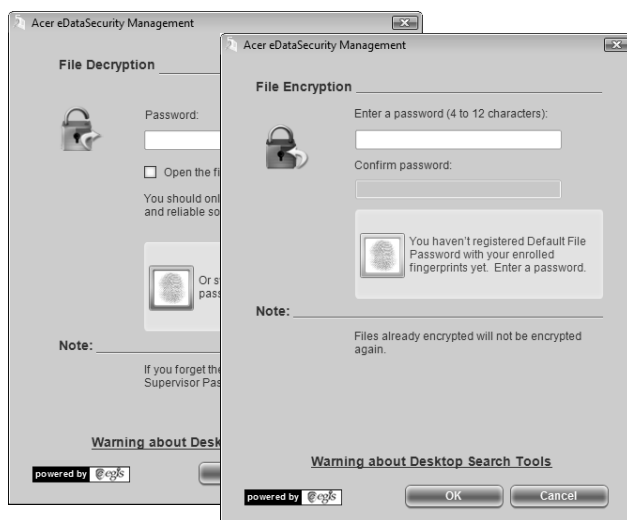 Acer eDataSecurity Management
File Decryption
Password:
Open the fi
You should onl
and reliable so
Or s
pass
Note:
If you forget the
Supervisor Pas
Warning about Desk
powered by egis
Acer eDataSecurity Management
File Encryption
Enter a password (4 to 12 characters):
Confirm password:
You haven't registered Default File
Password with your enrolled
fingerprints yet. Enter a password.
Note:
Files already encrypted will not be encrypted
again.
Warning about Desktop Search Tools
powered by egis
OK
Cancel